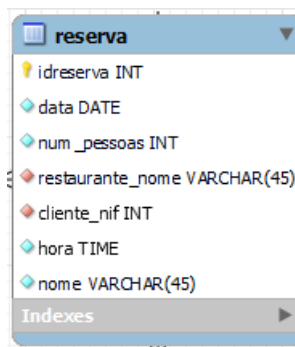 reserva
idreserva INT
data DATE
num _pessoas INT
restaurante_nome VARCHAR(45)
cliente_nif INT
hora TIME
nome VARCHAR(45)
Indexes